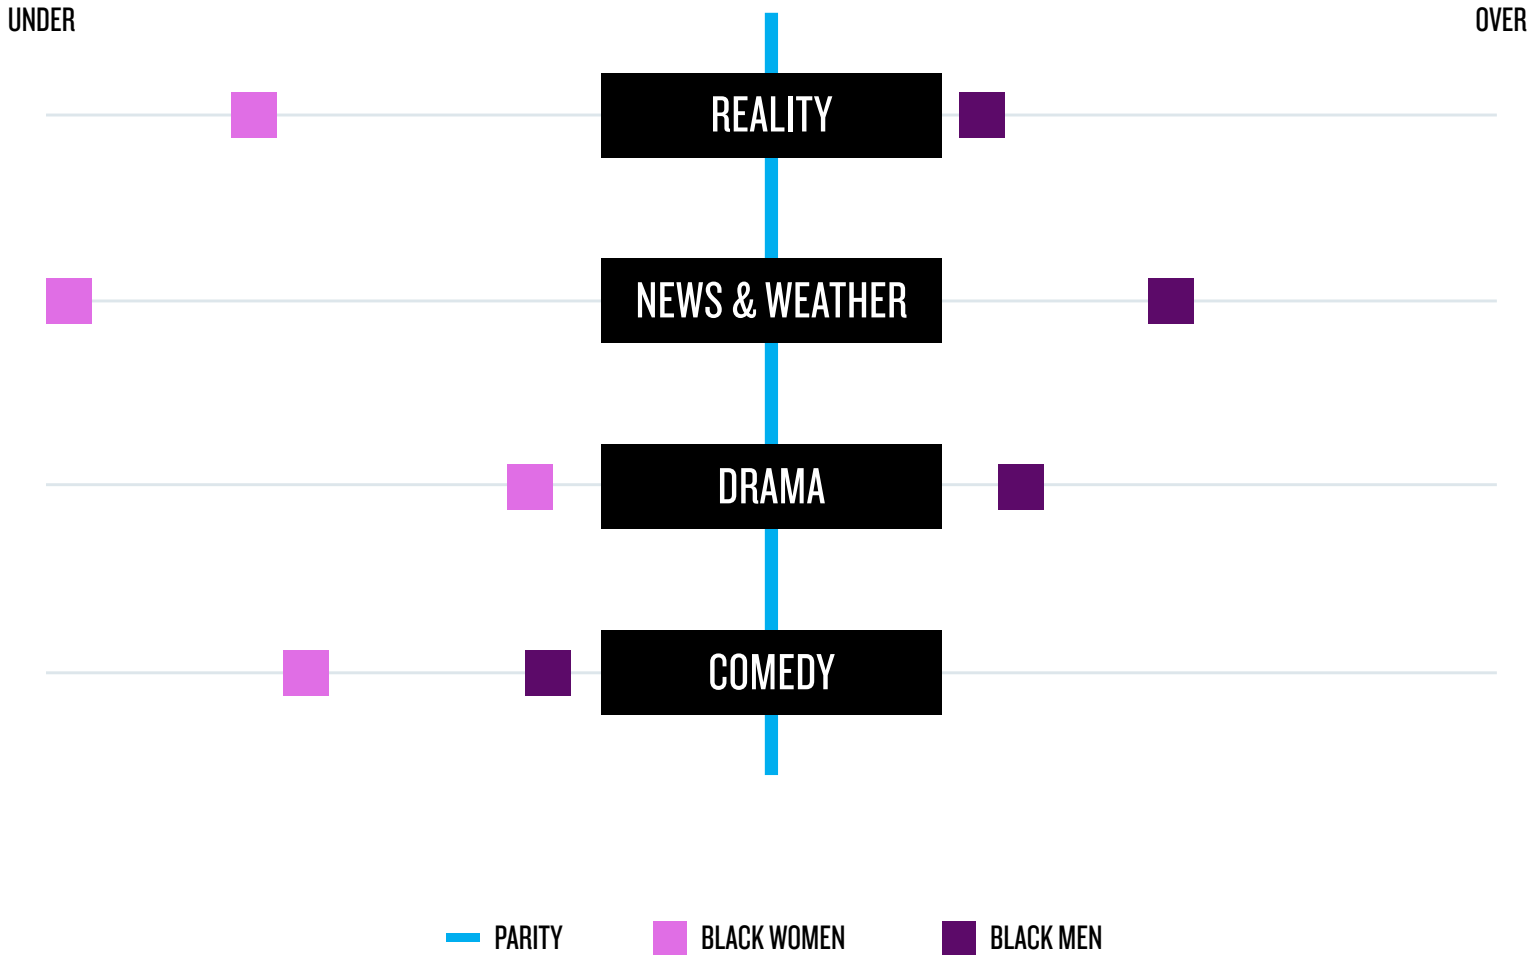 UNDER
OVER
REALITY
NEWS & WEATHER
DRAMA
COMEDY
PARITY
BLACK WOMEN
BLACK MEN